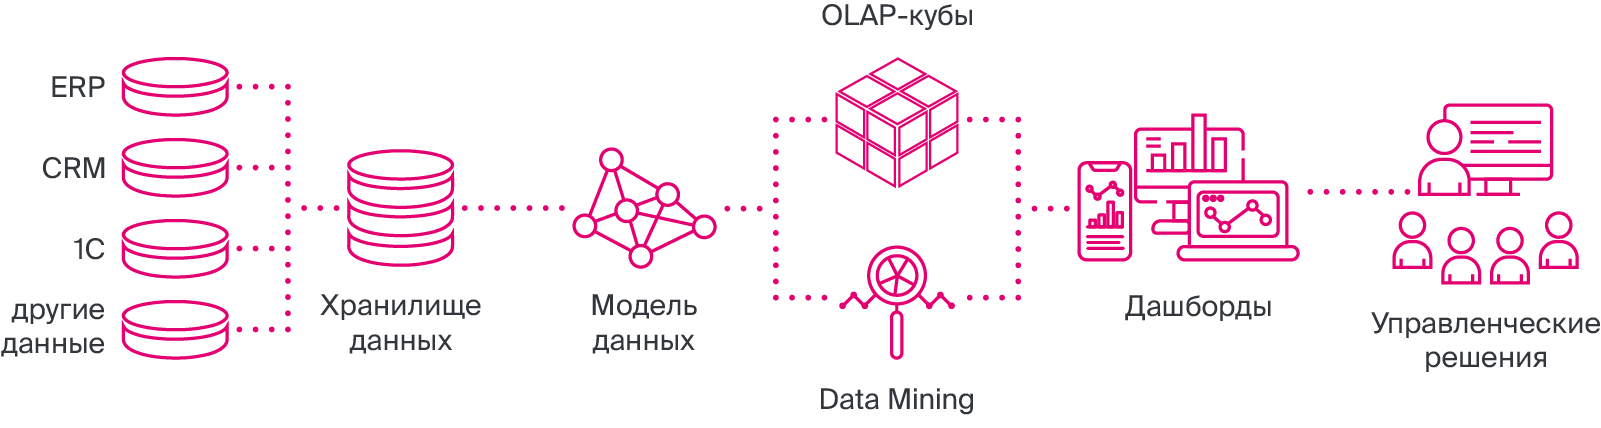 OLAP-кубы
ERP
CRM
1С
другие
данные
Хранилище
данных
Модель
данных
Data Mining
Дашборды
Управленческие
решения